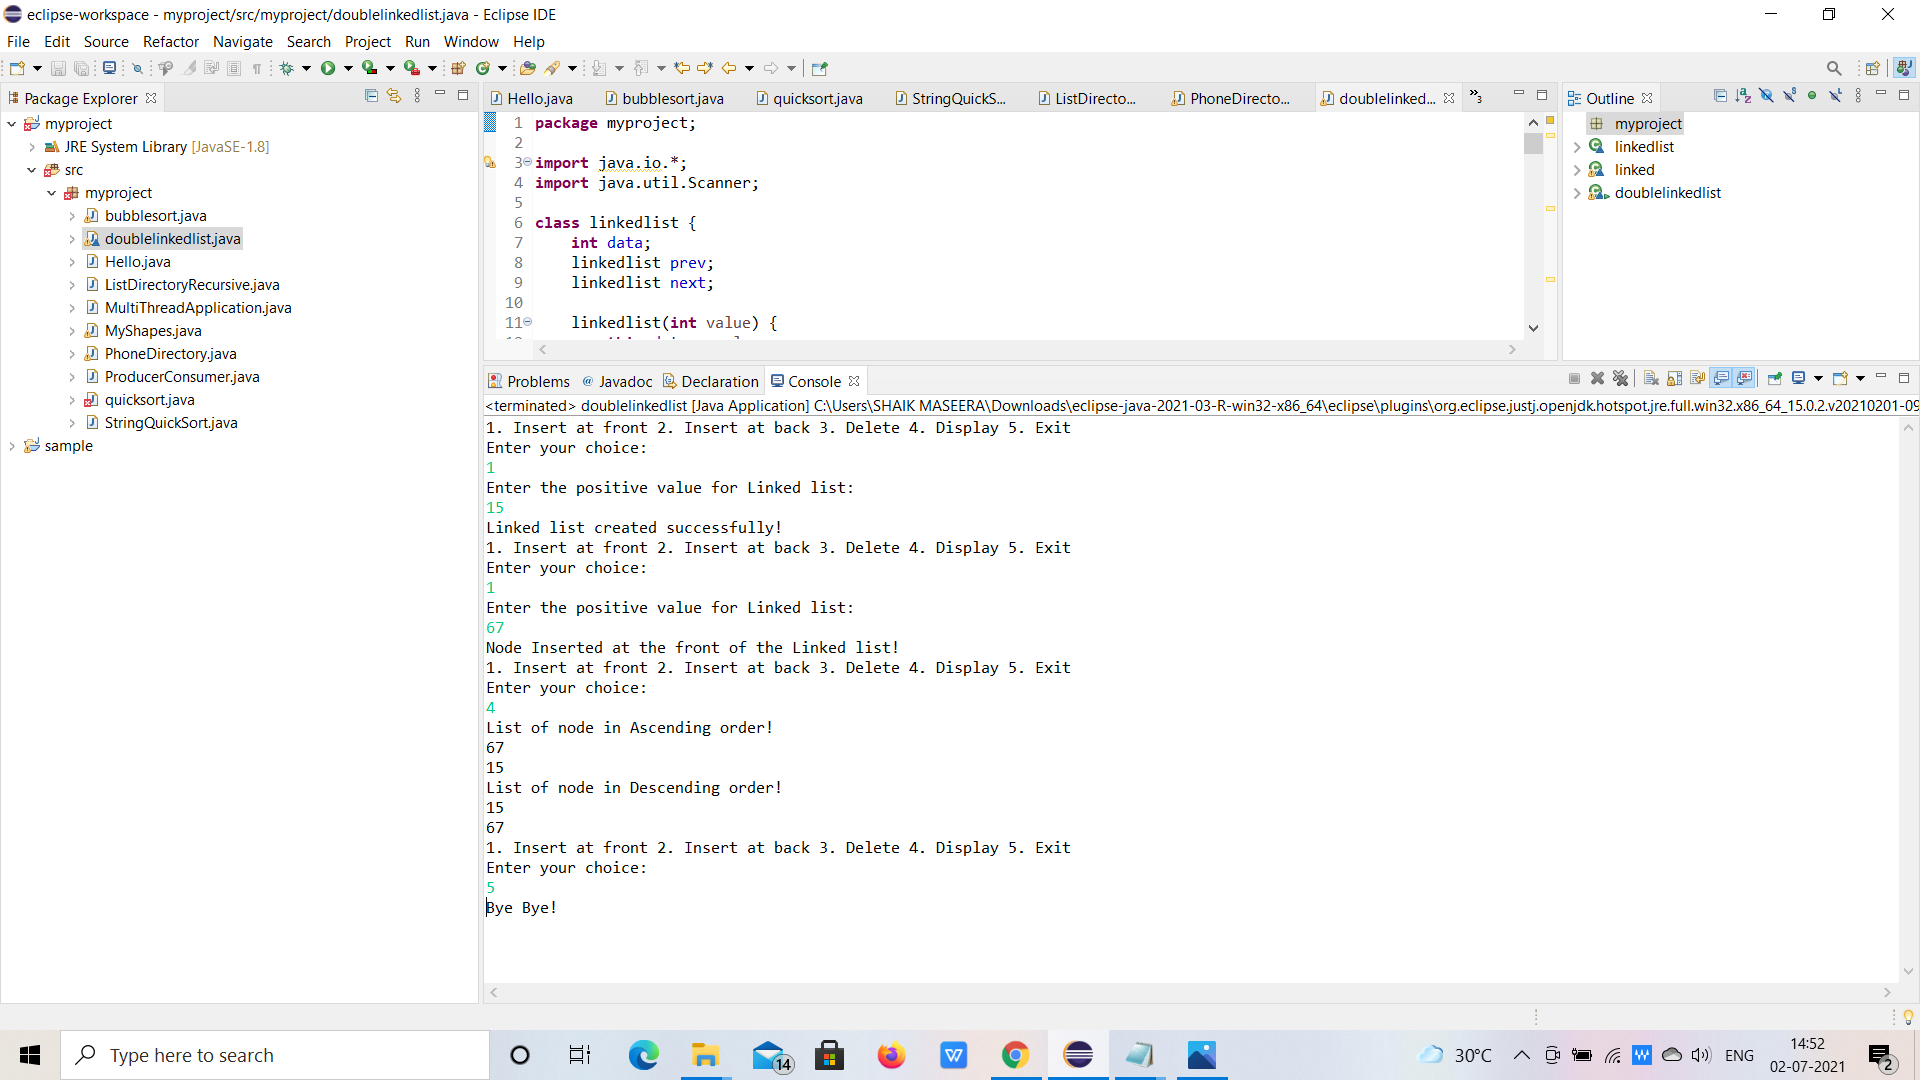 eclipse-workspace - myproject/src/myproject/doublelinkedlist.java - Eclipse IDE
File Edit Source Refactor Navigate Search Project Run Window Help
Package Explorer
myproject
JRE System Library [JavaSE-1.8]
src
myproject
bubblesort.java
doublelinkedlist.java
Hello.java
ListDirectoryRecursive.java
MultiThreadApplication.java
MyShapes.java
PhoneDirectory.java
ProducerConsumer.java
quicksort.java
StringQuickSort.java
sample
Hello.java bubblesort.java quicksort.java StringQuickS... ListDirecto... PhoneDirecto... doublelinked... »3
1 package myproject;
2
3 import java.io.*;
4 import java.util.Scanner;
5
6 class linkedlist {
7 int data;
8 linkedlist prev;
9 linkedlist next;
10
11 linkedlist(int value) {
Outline
myproject
linkedlist
linked
doublelinkedlist
Problems @ Javadoc Declaration Console
<terminated> doublelinkedlist [Java Application] C:\Users\SHAIK MASEERA\Downloads\eclipse-java-2021-03-R-win32-x86_64\eclipse\plugins\org.eclipse.justj.openjdk.hotspot.jre.full.win32.x86_64_15.0.2.v20210201-09
1. Insert at front 2. Insert at back 3. Delete 4. Display 5. Exit
Enter your choice:
1
Enter the positive value for Linked list:
15
Linked list created successfully!
1. Insert at front 2. Insert at back 3. Delete 4. Display 5. Exit
Enter your choice:
1
Enter the positive value for Linked list:
67
Node Inserted at the front of the Linked list!
1. Insert at front 2. Insert at back 3. Delete 4. Display 5. Exit
Enter your choice:
4
List of node in Ascending order!
67
15
List of node in Descending order!
15
67
1. Insert at front 2. Insert at back 3. Delete 4. Display 5. Exit
Enter your choice:
5
Bye Bye!
Type here to search
14
30°C
ENG
14:52
02-07-2021
2